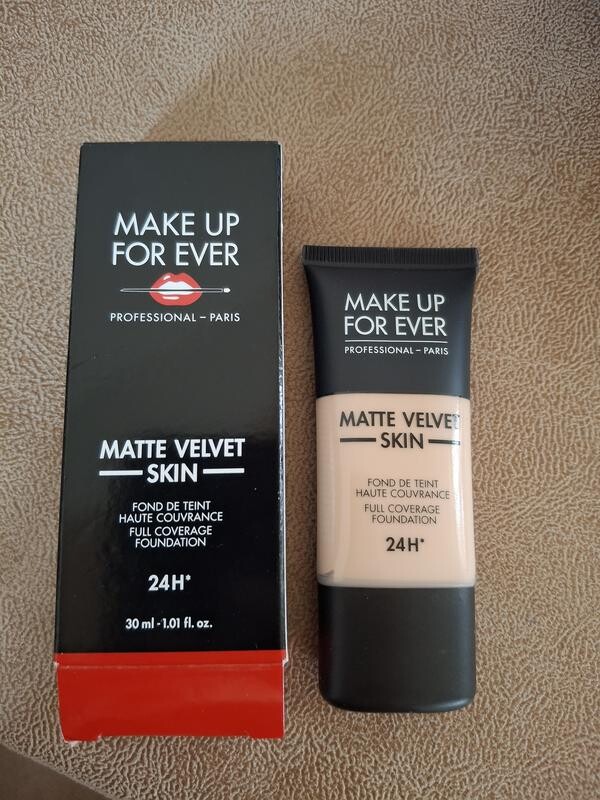 MAKE UP
FOR EVER
PROFESSIONAL – PARIS
MATTE VELVET
SKIN
FOND DE TEINT
HAUTE COUVRANCE
FULL COVERAGE
FOUNDATION
24H*
30 ml - 1.01 fl. oz.
MAKE UP
FOR EVER
PROFESSIONAL – PARIS
MATTE VELVET
SKIN
FOND DE TEINT
HAUTE COUVRANCE
FULL COVERAGE
FOUNDATION
24H*